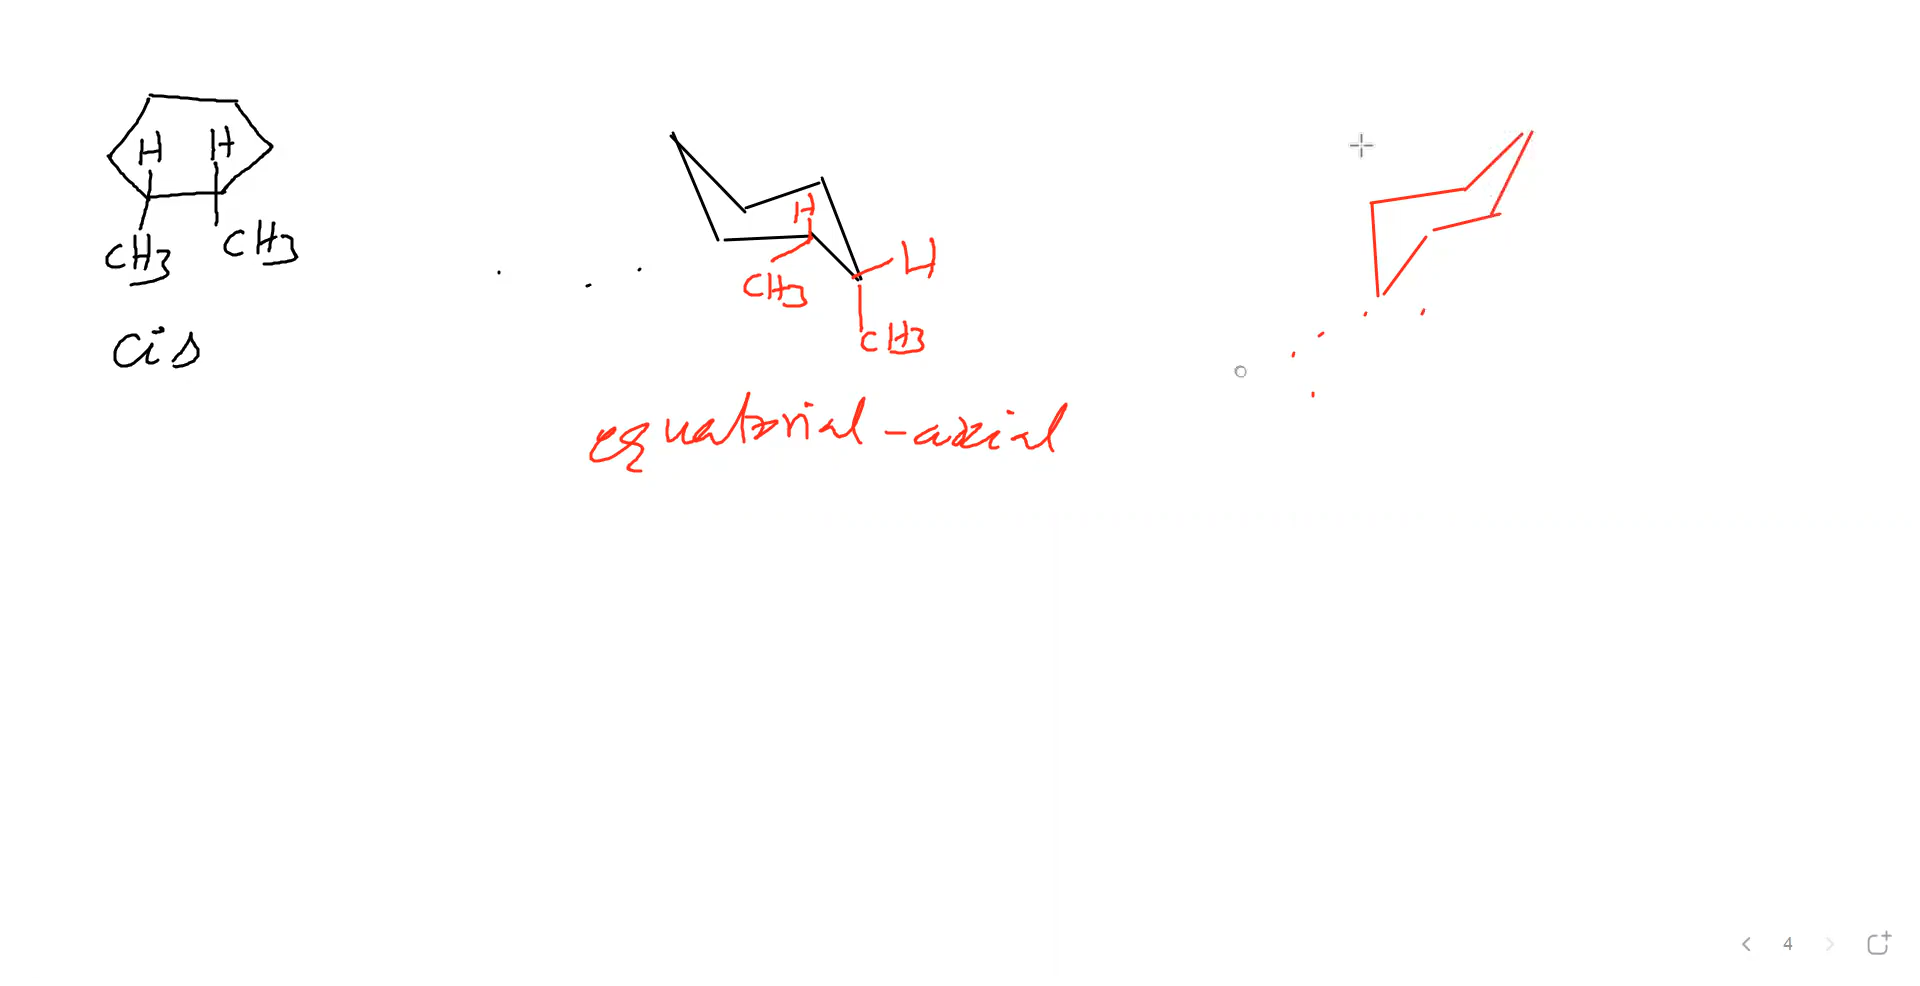 H H
CH3 CH3
cis
H
H
CH3
CH3
equatorial-axial
4